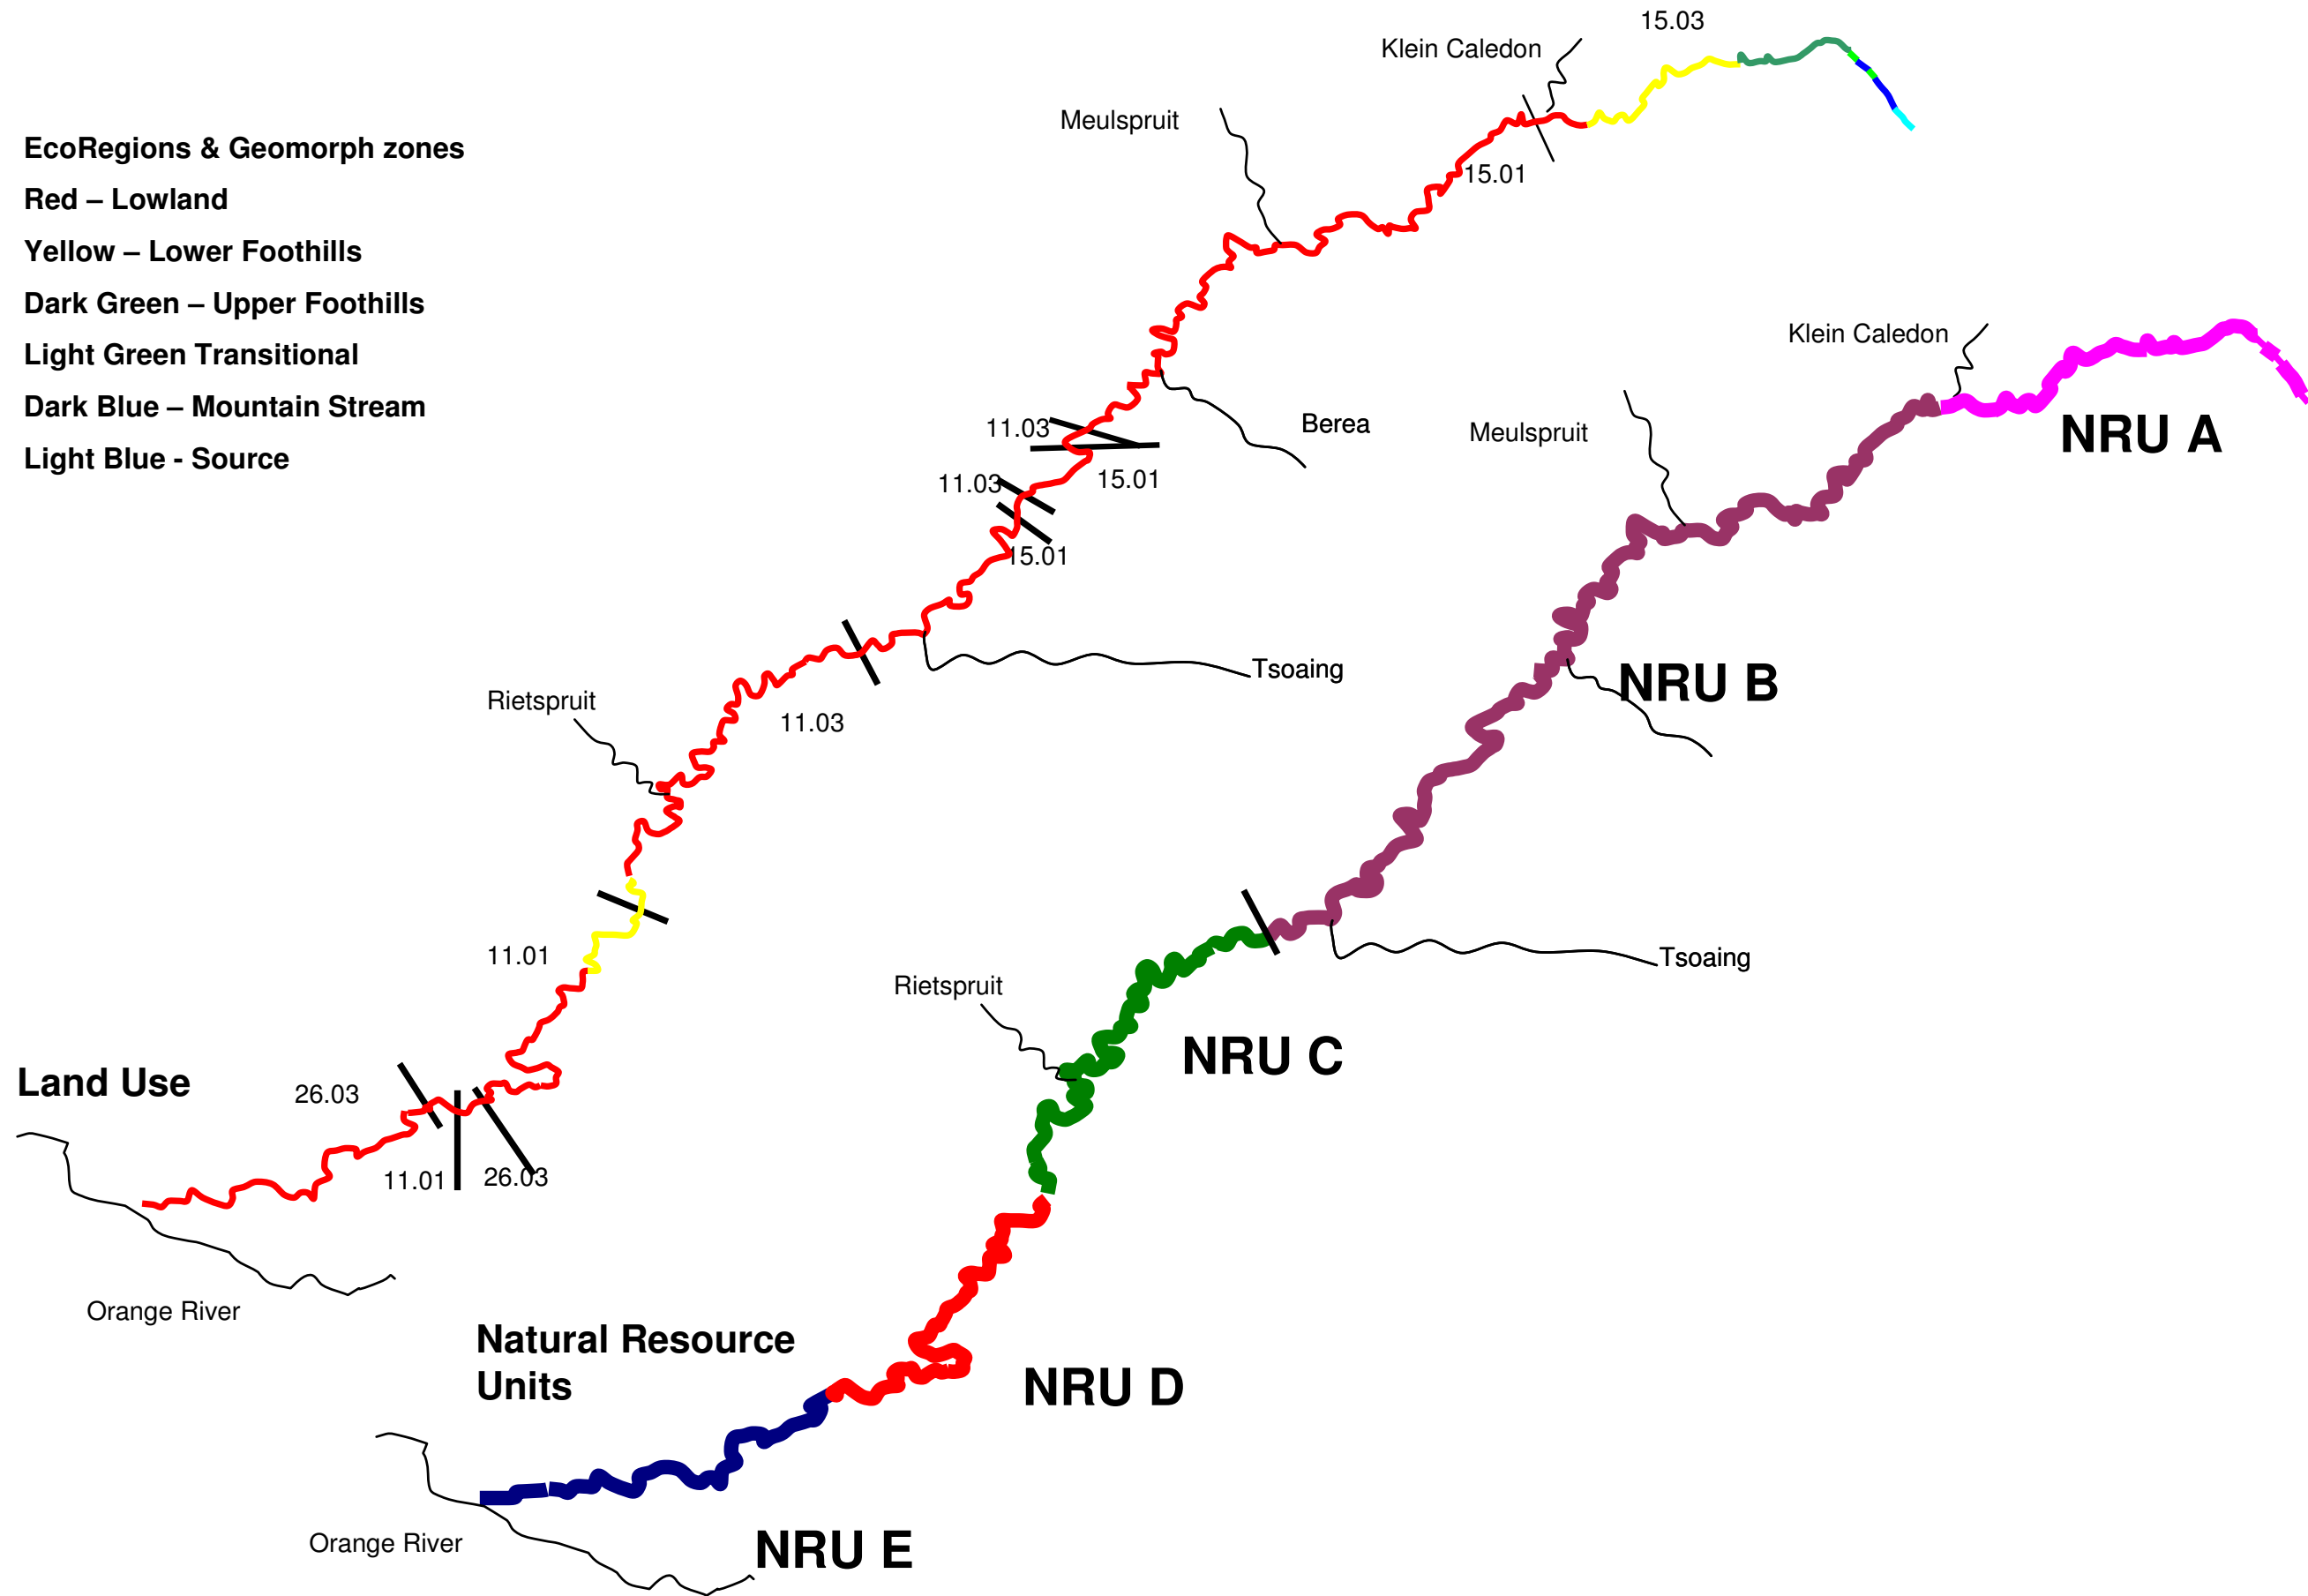 15.03
Klein Caledon
Meulspruit
EcoRegions & Geomorph zones
15.01
Red – Lowland
Yellow – Lower Foothills
Dark Green – Upper Foothills
Klein Caledon
Light Green Transitional
Dark Blue – Mountain Stream
11.03
Berea
Meulspruit
NRU A
Light Blue - Source
11.03
15.01
15.01
Tsoaing
NRU B
Rietspruit
11.03
11.01
Tsoaing
Rietspruit
NRU C
Land Use
26.03
11.01
26.03
Orange River
Natural Resource
Units
NRU D
Orange River
NRU E